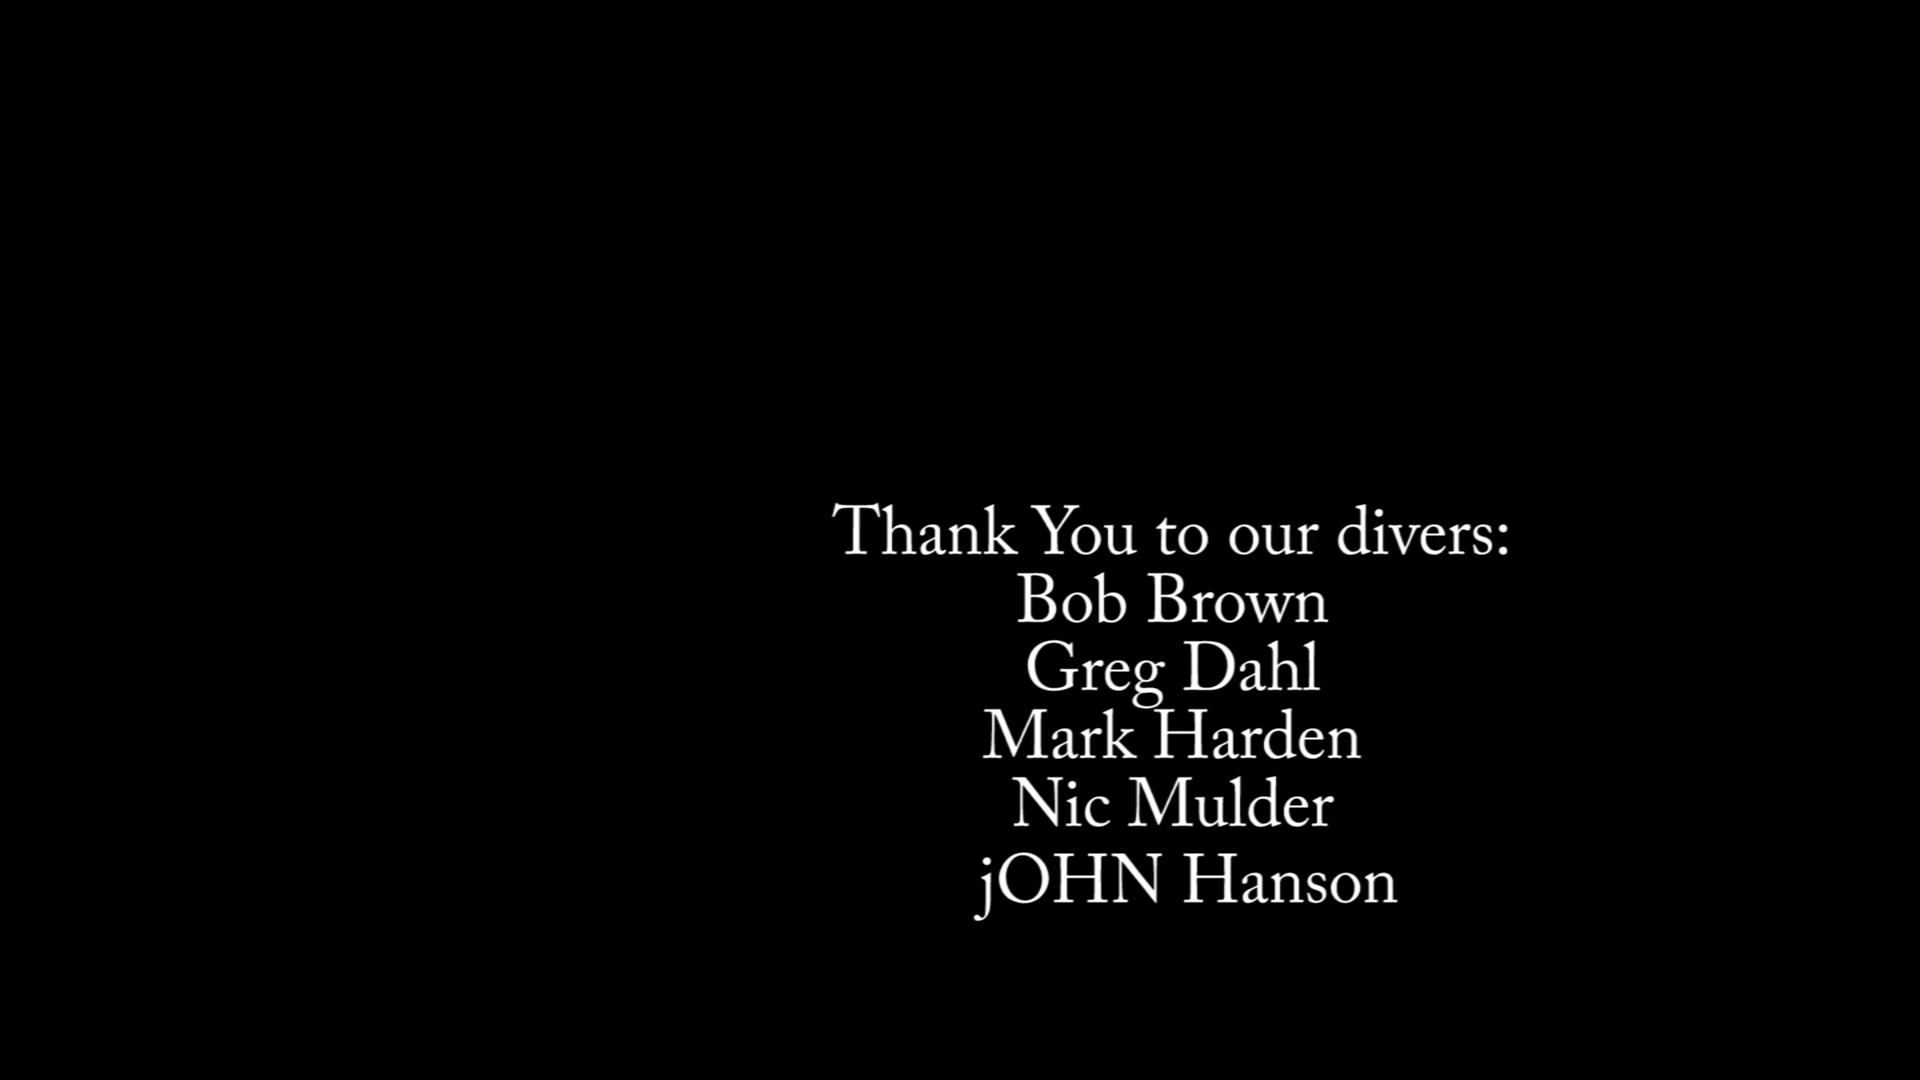 Thank You to our divers:
Bob Brown
Greg Dahl
Mark Harden
Nic Mulder
jOHN Hanson